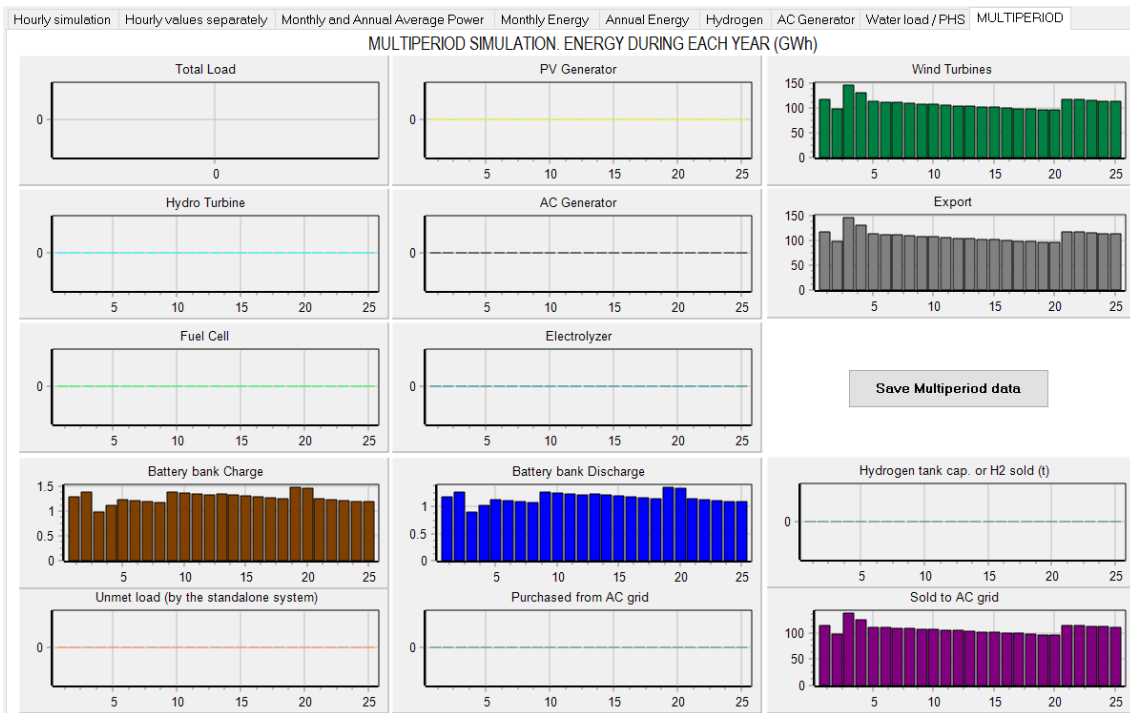 Hourly simulation Hourly values separately Monthly and Annual Average Power Monthly Energy Annual Energy Hydrogen AC Generator Water load / PHS MULTIPERIOD
MULTIPERIOD SIMULATION. ENERGY DURING EACH YEAR (GWh)
Total Load
0
0
PV Generator
0
5 10 15 20 25
Wind Turbines
150
100
50
0
5 10 15 20 25
Hydro Turbine
0
5 10 15 20 25
AC Generator
0
5 10 15 20 25
Export
150
100
50
0
5 10 15 20 25
Fuel Cell
0
5 10 15 20 25
Electrolyzer
0
5 10 15 20 25
Save Multiperiod data
Battery bank Charge
1.5
1
0.5
0
5 10 15 20 25
Battery bank Discharge
1
0.5
0
5 10 15 20 25
Hydrogen tank cap. or H2 sold (t)
0
5 10 15 20 25
Unmet load (by the standalone system)
0
5 10 15 20 25
Purchased from AC grid
0
5 10 15 20 25
Sold to AC grid
100
50
0
5 10 15 20 25